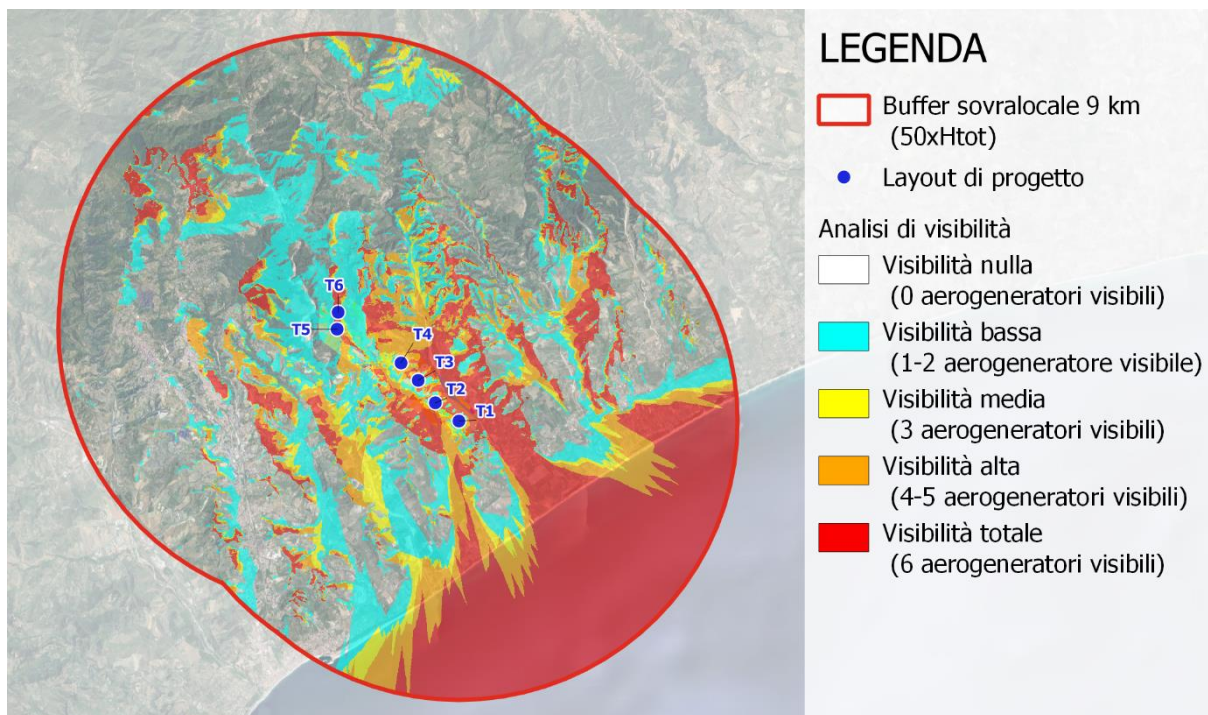 LEGENDA
Buffer sovralocale 9 km
(50xHtot)
Layout di progetto
Analisi di visibilità
Visibilità nulla
(0 aerogeneratori visibili)
Visibilità bassa
(1-2 aerogeneratore visibile)
Visibilità media
(3 aerogeneratori visibili)
Visibilità alta
(4-5 aerogeneratori visibili)
Visibilità totale
(6 aerogeneratori visibili)
T6
T5
T4
T3
T2
T1